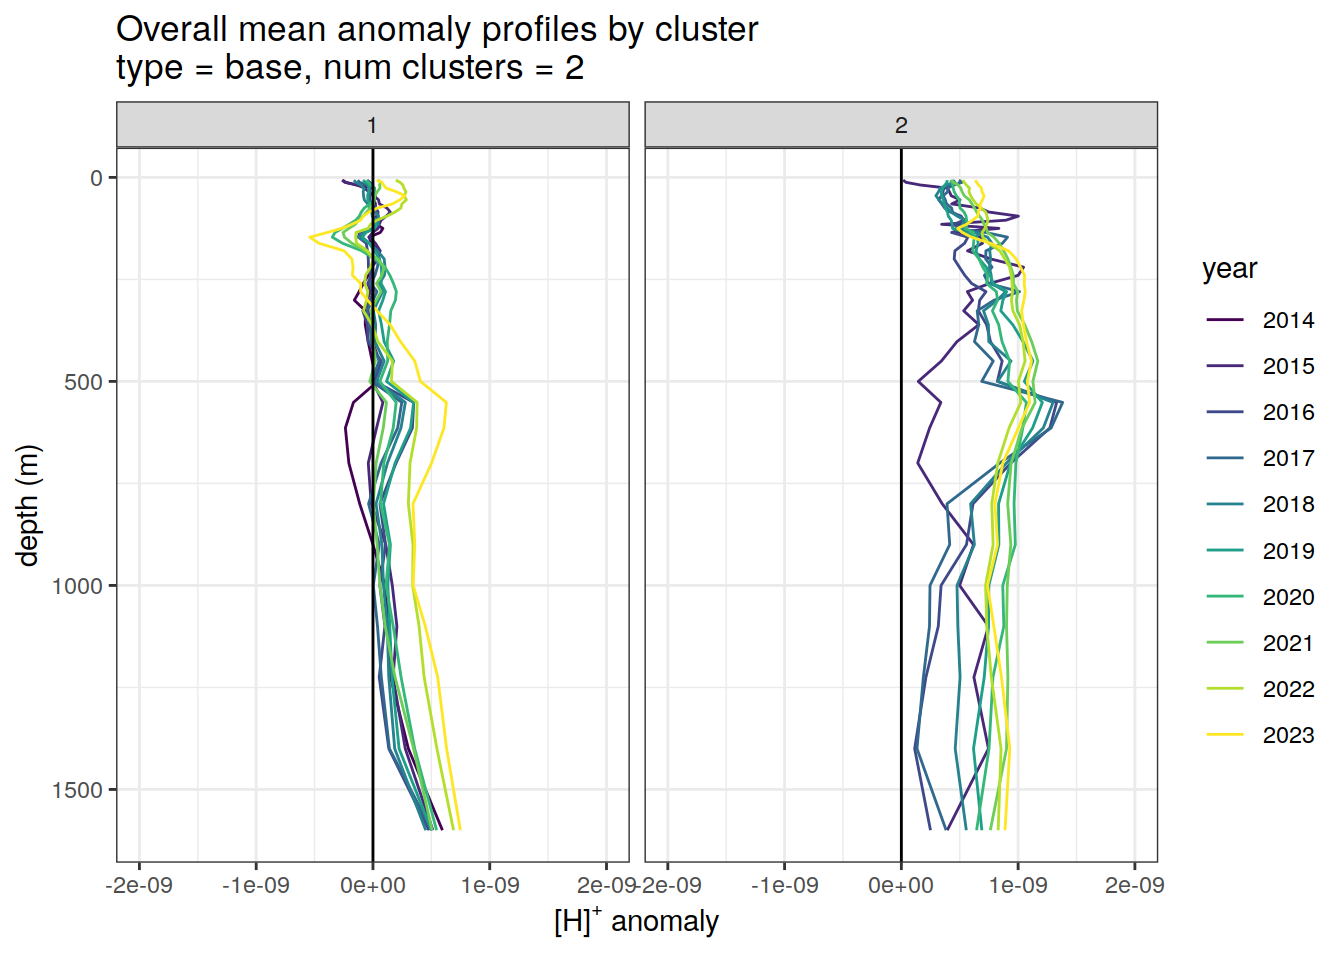 Overall mean anomaly profiles by cluster
type = base, num clusters = 2
1
2
0
500
1000
1500
depth (m)
-2e-09
-1e-09
0e+00
1e-09
2e-09
-2e-09
-1e-09
0e+00
1e-09
2e-09
[H]⁺ anomaly
year
2014
2015
2016
2017
2018
2019
2020
2021
2022
2023